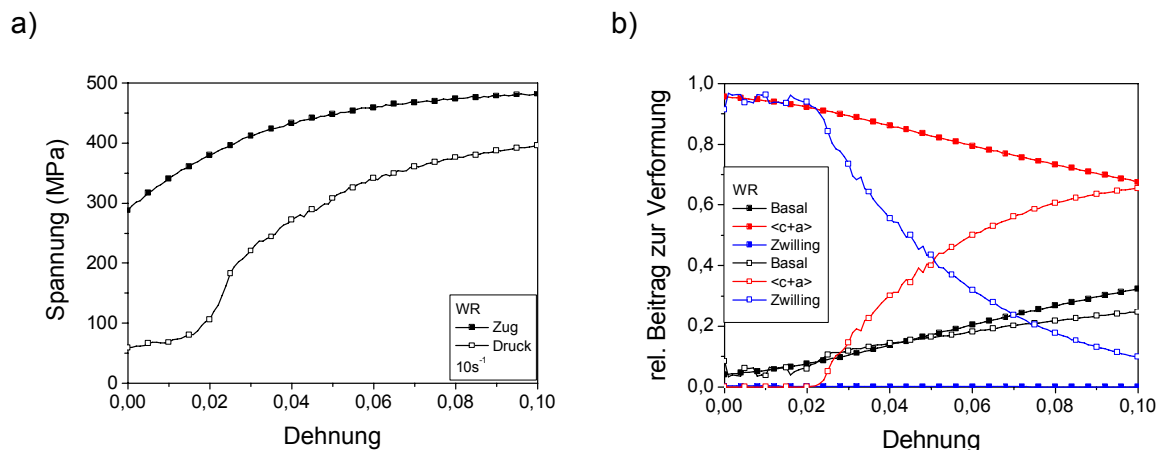 a)
500
400
300
200
100
0
0,00
0,02
0,04
0,06
0,08
0,10
Spannung (MPa)
Dehnung
WR
Zug
Druck
10s⁻¹
b)
1,0
0,8
0,6
0,4
0,2
0,0
0,00
0,02
0,04
0,06
0,08
0,10
rel. Beitrag zur Verformung
Dehnung
WR
Basal
<c+a>
Zwilling
Basal
<c+a>
Zwilling